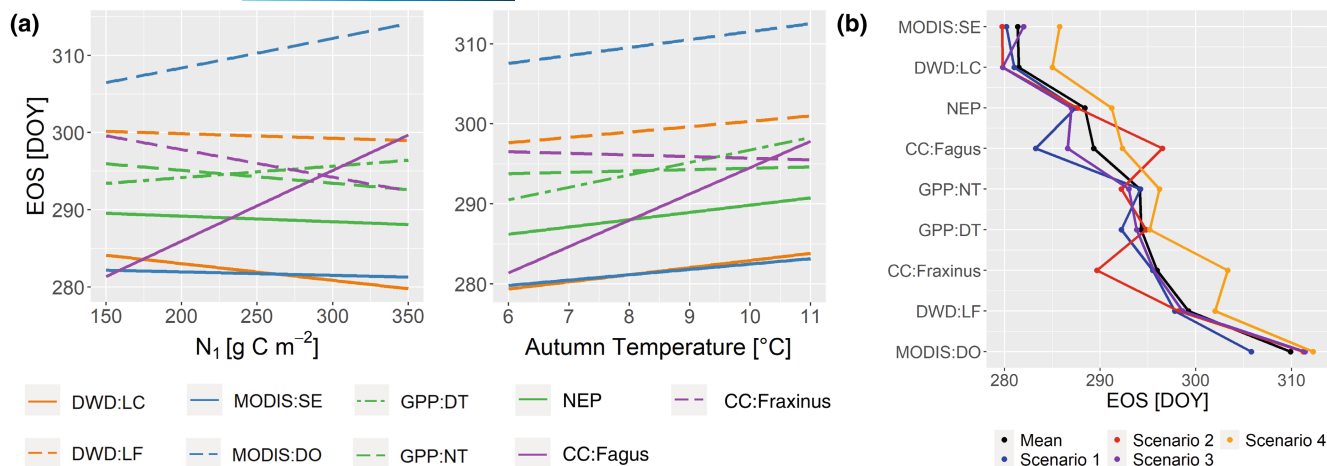 (a)
EOS [DOY]
310
300
290
280
150 200 250 300 350
N₁ [g C m⁻²]
310
300
290
280
6 7 8 9 10 11
Autumn Temperature [°C]
DWD:LC MODIS:SE GPP:DT NEP CC:Fraxinus
DWD:LF MODIS:DO GPP:NT CC:Fagus
(b)
MODIS:SE
DWD:LC
NEP
CC:Fagus
GPP:NT
GPP:DT
CC:Fraxinus
DWD:LF
MODIS:DO
280 290 300 310
EOS [DOY]
Mean Scenario 2 Scenario 4
Scenario 1 Scenario 3